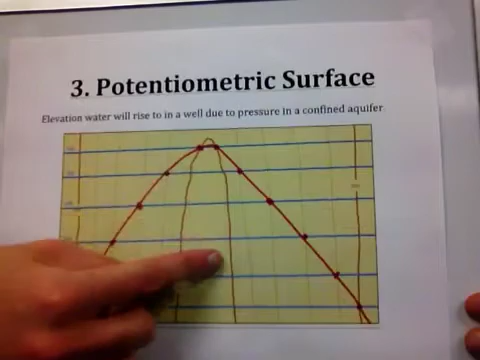 3. Potentiometric Surface
Elevation water will rise to in a well due to pressure in a confined aquifer